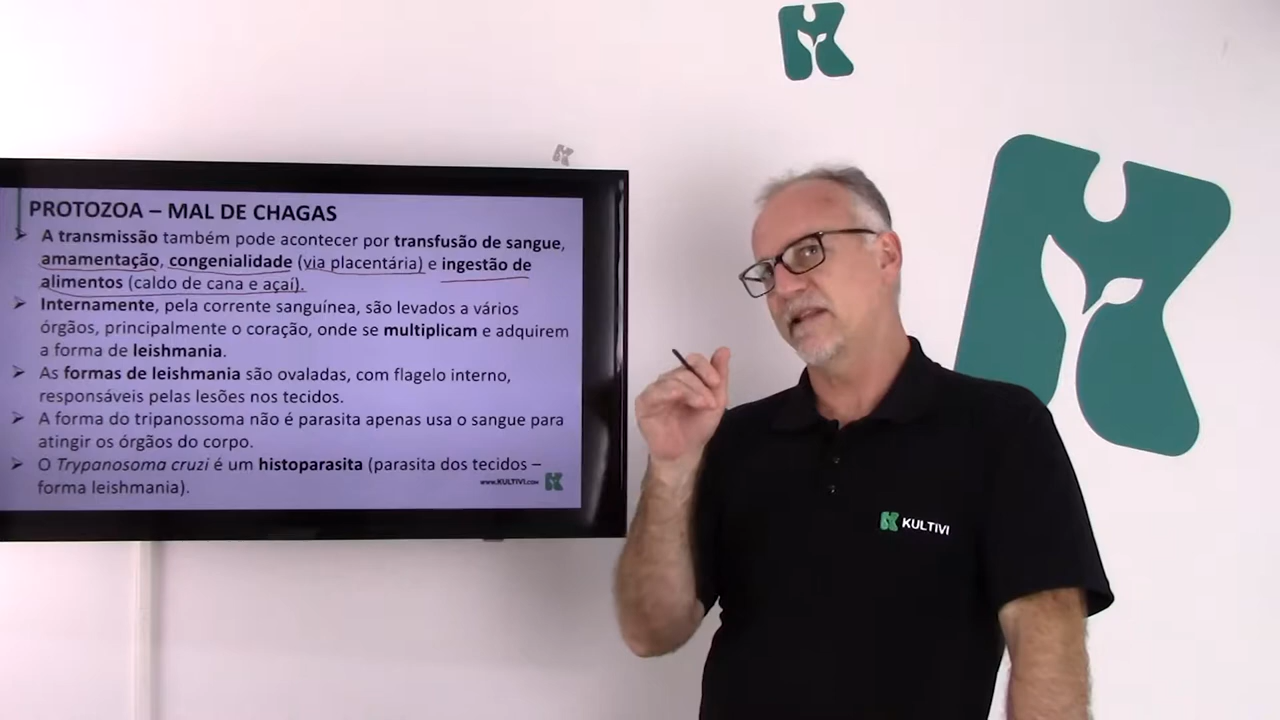 PROTOZOA – MAL DE CHAGAS
➢ A transmissão também pode acontecer por transfusão de sangue,
amamentação, congenialidade (via placentária) e ingestão de
alimentos (caldo de cana e açaí).
➢ Internamente, pela corrente sanguínea, são levados a vários
órgãos, principalmente o coração, onde se multiplicam e adquirem
a forma de leishmania.
➢ As formas de leishmania são ovaladas, com flagelo interno,
responsáveis pelas lesões nos tecidos.
➢ A forma do tripanossoma não é parasita apenas usa o sangue para
atingir os órgãos do corpo.
➢ O Trypanosoma cruzi é um histoparasita (parasita dos tecidos –
forma leishmania).
www.KULTIVI.com
KULTIVI